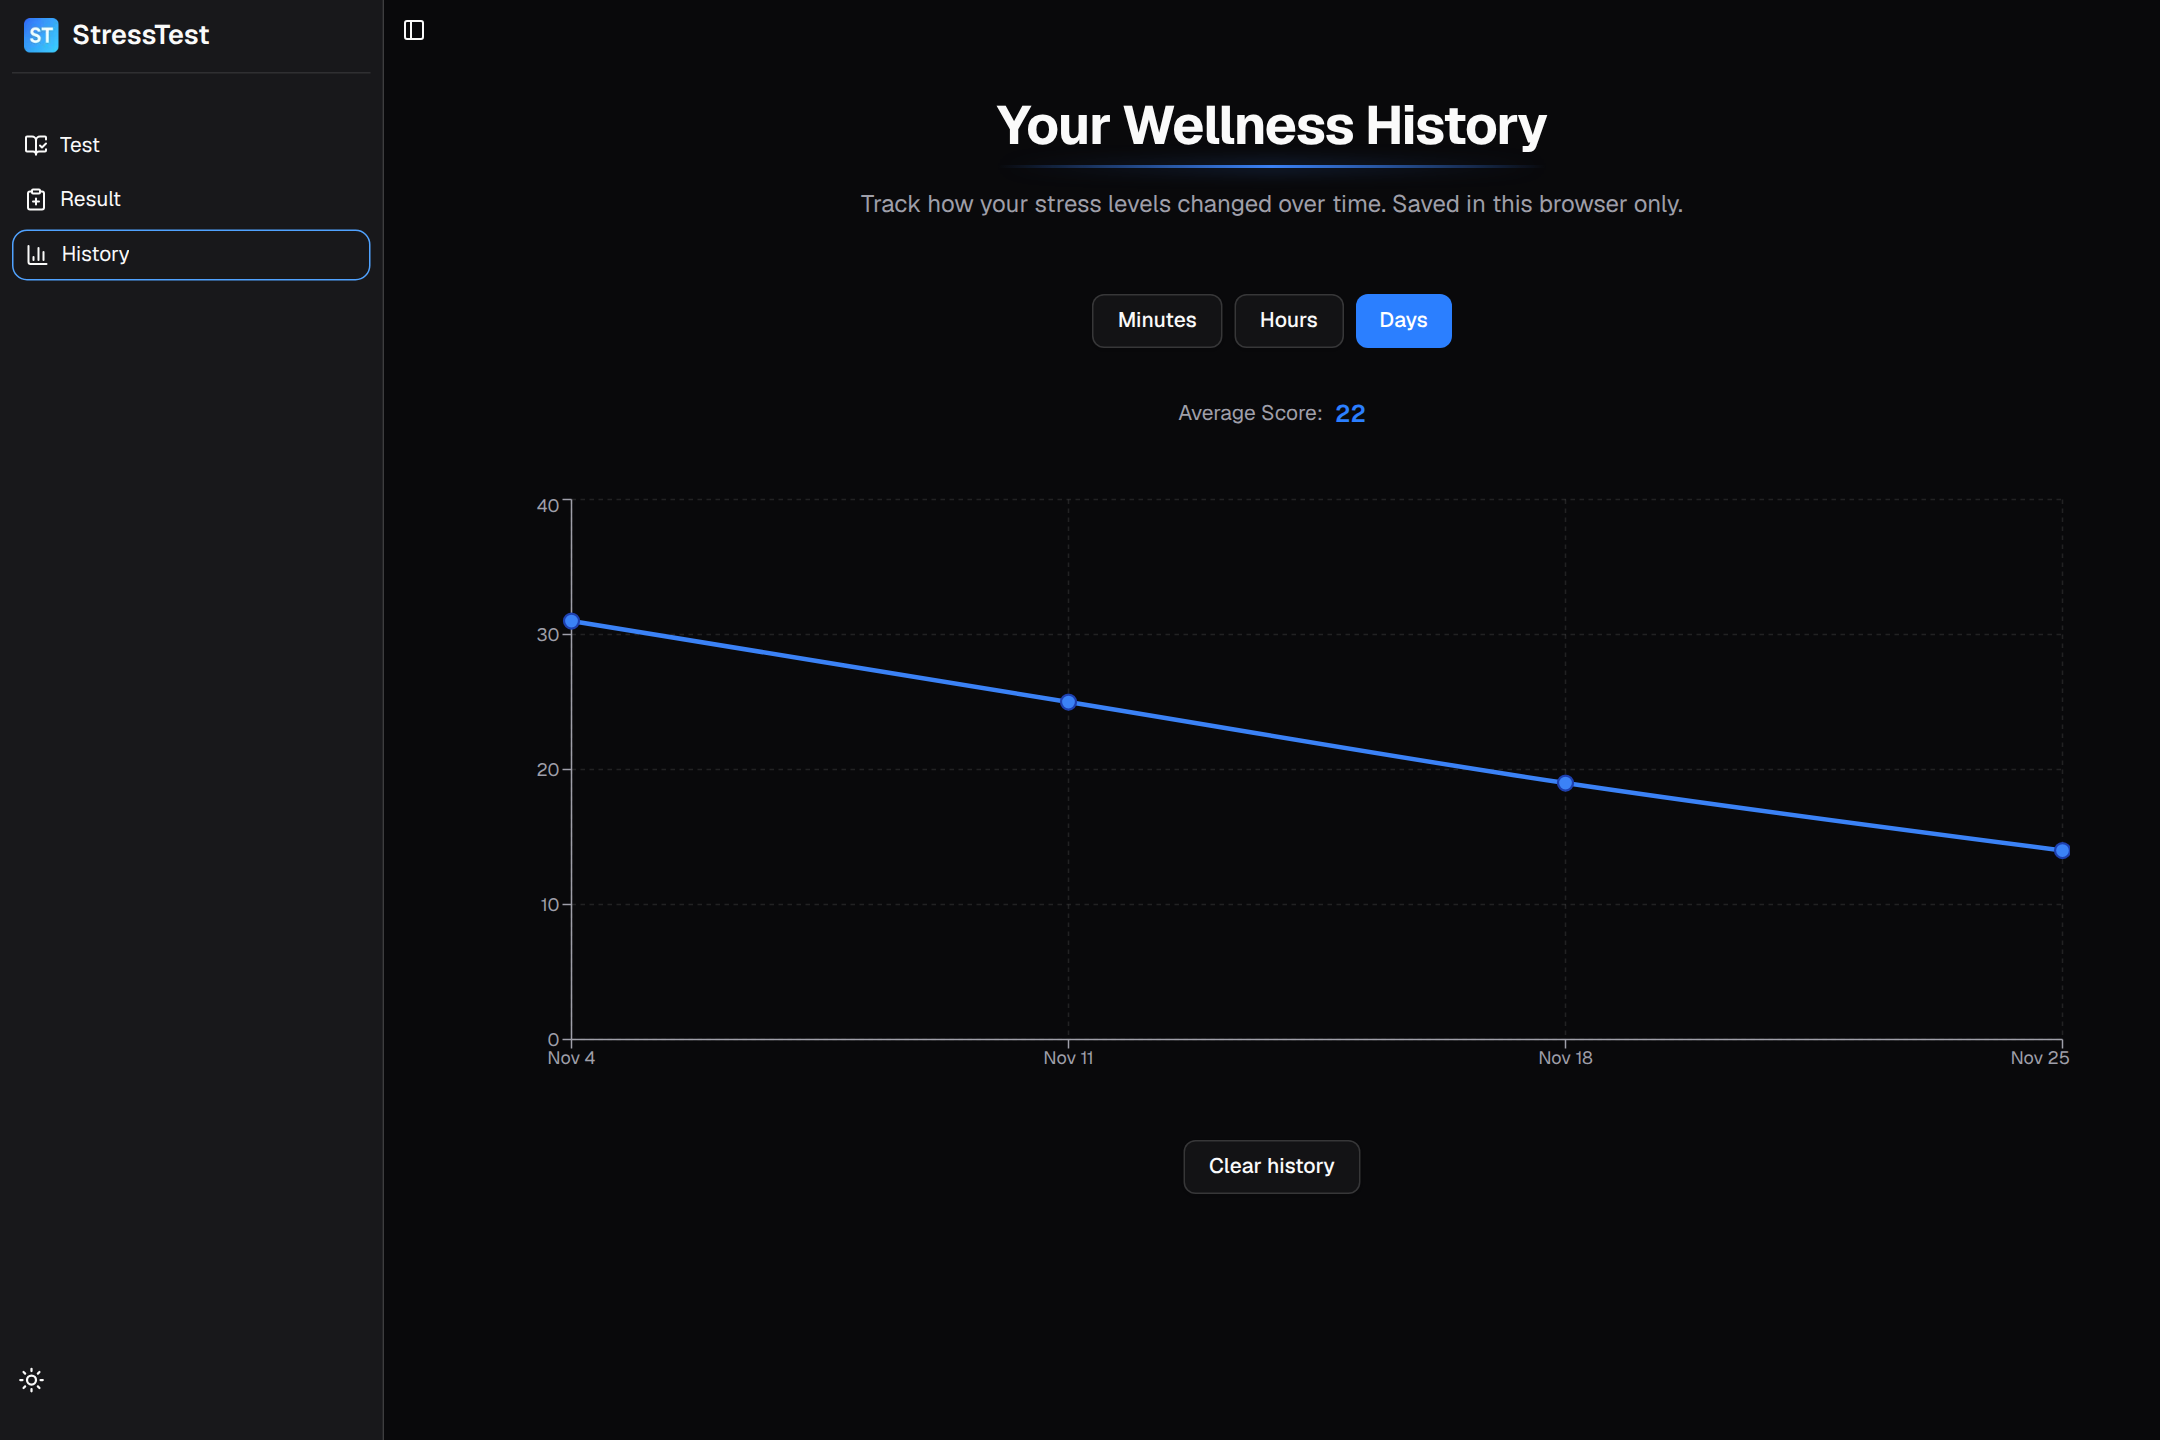 ST StressTest
Test
Result
History
Your Wellness History
Track how your stress levels changed over time. Saved in this browser only.
Minutes Hours Days
Average Score: 22
40
30
20
10
0
Nov 4 Nov 11 Nov 18 Nov 25
Clear history